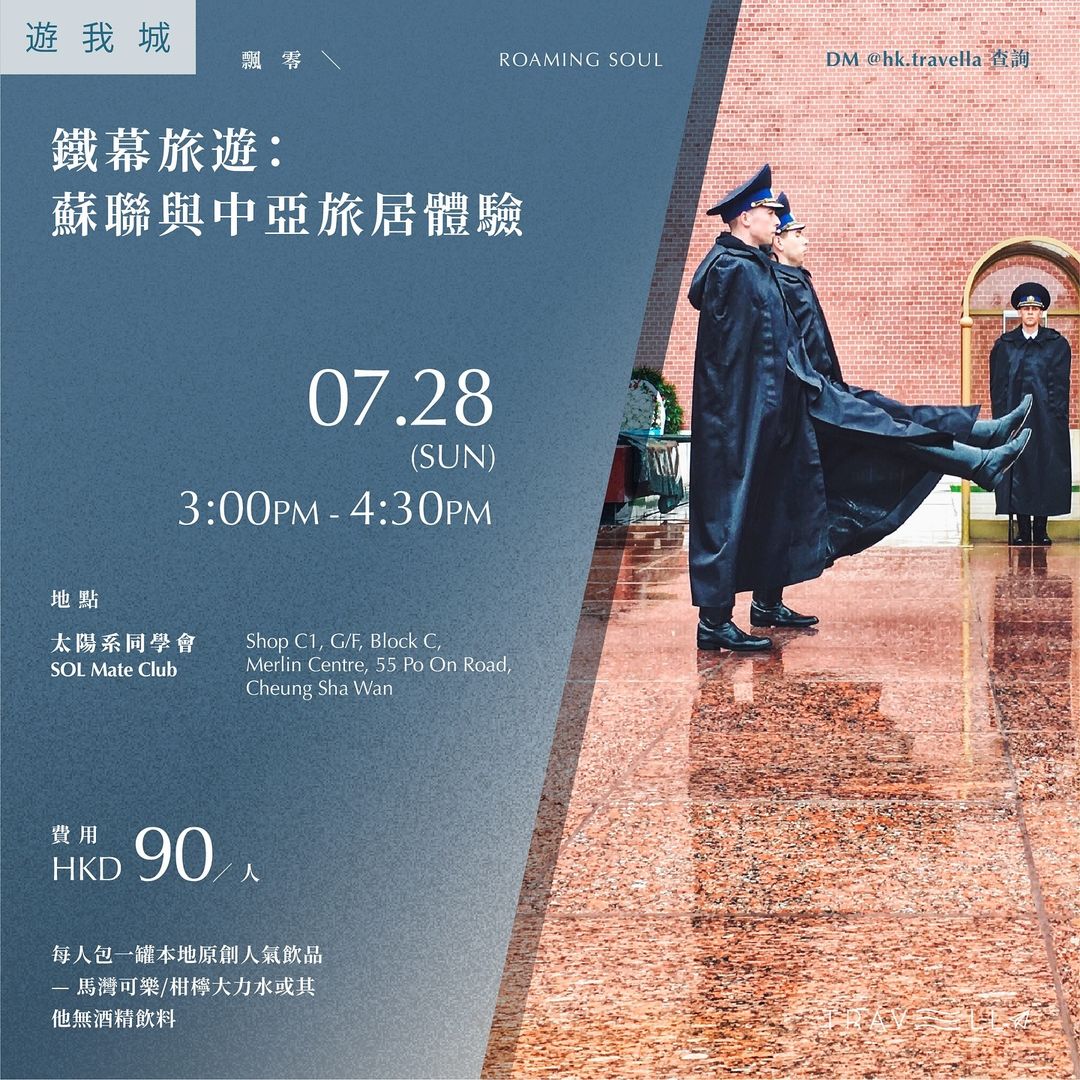 遊我城
飄零╲
ROAMING SOUL
DM @hk.travella 查詢
鐵幕旅遊：
蘇聯與中亞旅居體驗
07.28
(SUN)
3:00PM - 4:30PM
地點
太陽系同學會
SOL Mate Club
Shop C1, G/F, Block C,
Merlin Centre, 55 Po On Road,
Cheung Sha Wan
費用
HKD 90╱人
每人包一罐本地原創人氣飲品
— 馬灣可樂/柑檸大力水或其
他無酒精飲料
TRAVELLA